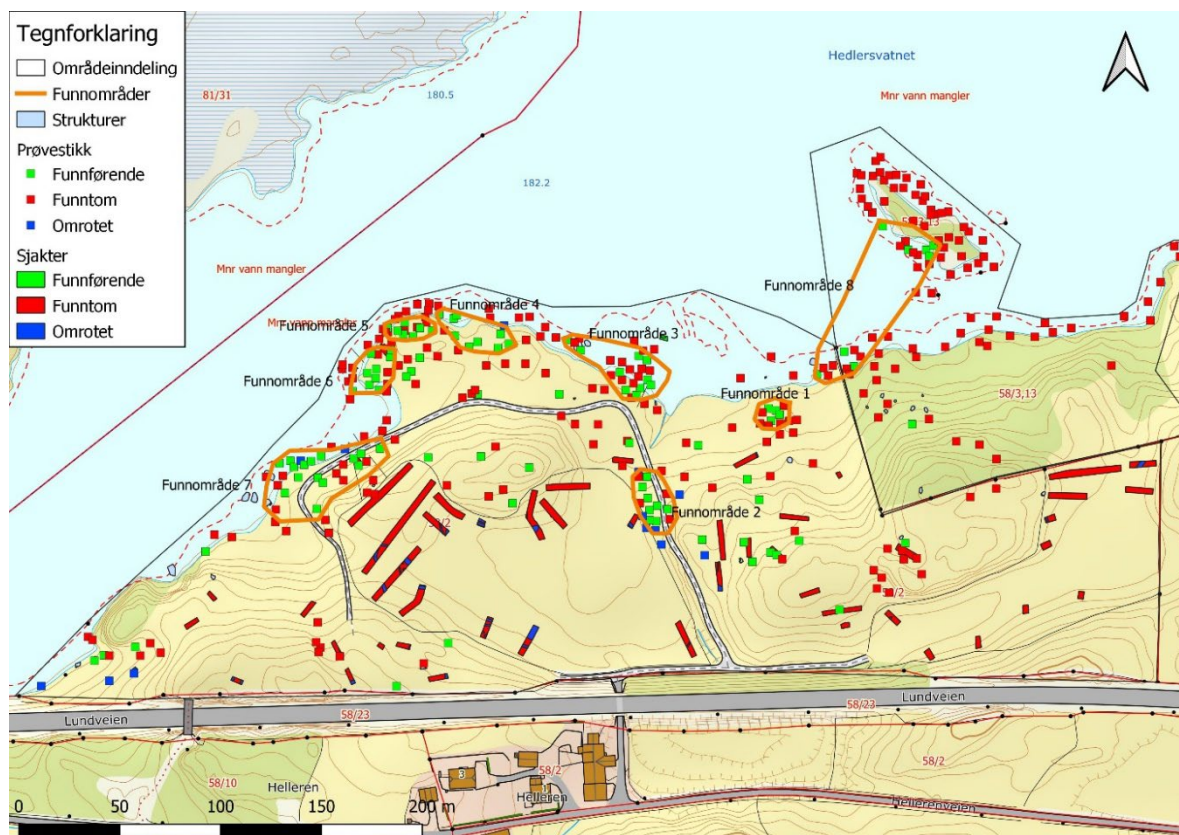 Tegnforklaring
Områdeinndeling
Funnområder
Strukturer
Prøvestikk
Funnførende
Funntom
Omrotet
Sjakter
Funnførende
Funntom
Omrotet
81/31
180.5
Hedlersvatnet
Mnr vann mangler
182.2
Mnr vann mangler
Funnområde 8
Funnområde 4
Mnr vann mangler
Funnområde 5
Funnområde 3
Funnområde 6
Funnområde 1
58/3,13
Funnområde 7
Funnområde 2
58/2
Lundveien
58/23
58/23
Lundveien
58/10
Helleren
3
58/2
1
Helleren
58/2
Hellerenveien
0 50 100 150 200 m